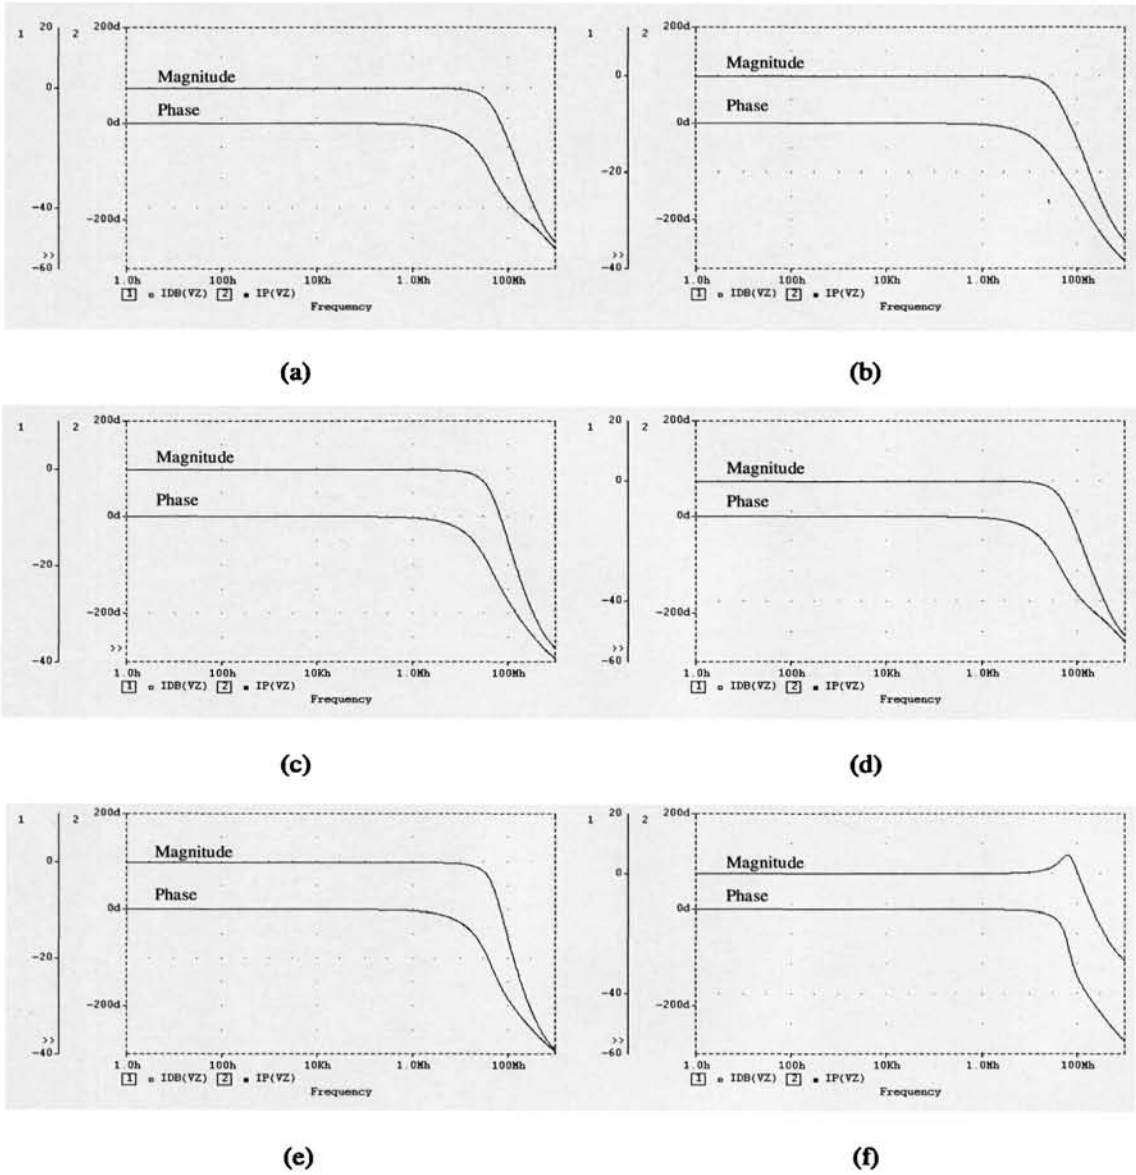 20 200d 200d
1 2 1 2
Magnitude Magnitude
0 0
Phase Phase
0d 0d
-20
-40 -200d -200d
>> >>
-60 -40
1.0h 100h 10Kh 1.0Mh 100Mh 1.0h 100h 10Kh 1.0Mh 100Mh
1 IDB(VZ) 2 IP(VZ) 1 IDB(VZ) 2 IP(VZ)
Frequency Frequency
(a) (b)
200d 20 200d
1 2 1 2
Magnitude Magnitude
0 0
Phase Phase
0d 0d
-20
-40
-200d -200d
>> >>
-40 -60
1.0h 100h 10Kh 1.0Mh 100Mh 1.0h 100h 10Kh 1.0Mh 100Mh
1 IDB(VZ) 2 IP(VZ) 1 IDB(VZ) 2 IP(VZ)
Frequency Frequency
(c) (d)
200d 20 200d
1 2 1 2
Magnitude Magnitude
0 0
Phase Phase
0d 0d
-20
-40
-200d -200d
>> >>
-40 -60
1.0h 100h 10Kh 1.0Mh 100Mh 1.0h 100h 10Kh 1.0Mh 100Mh
1 IDB(VZ) 2 IP(VZ) 1 IDB(VZ) 2 IP(VZ)
Frequency Frequency
(e) (f)